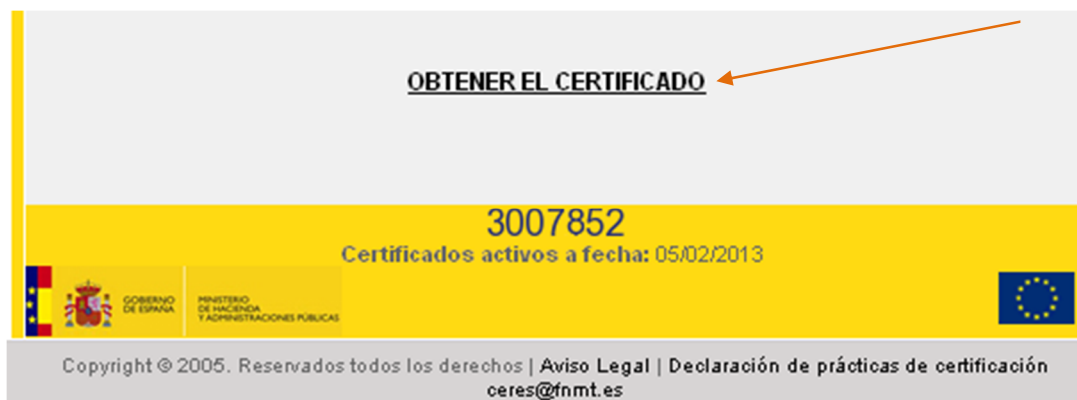 OBTENER EL CERTIFICADO
3007852
Certificados activos a fecha: 05/02/2013
GOBIERNO
DE ESPAÑA
MINISTERIO
DE HACIENDA
Y ADMINISTRACIONES PÚBLICAS
Copyright © 2005. Reservados todos los derechos | Aviso Legal | Declaración de prácticas de certificación
ceres@fnmt.es